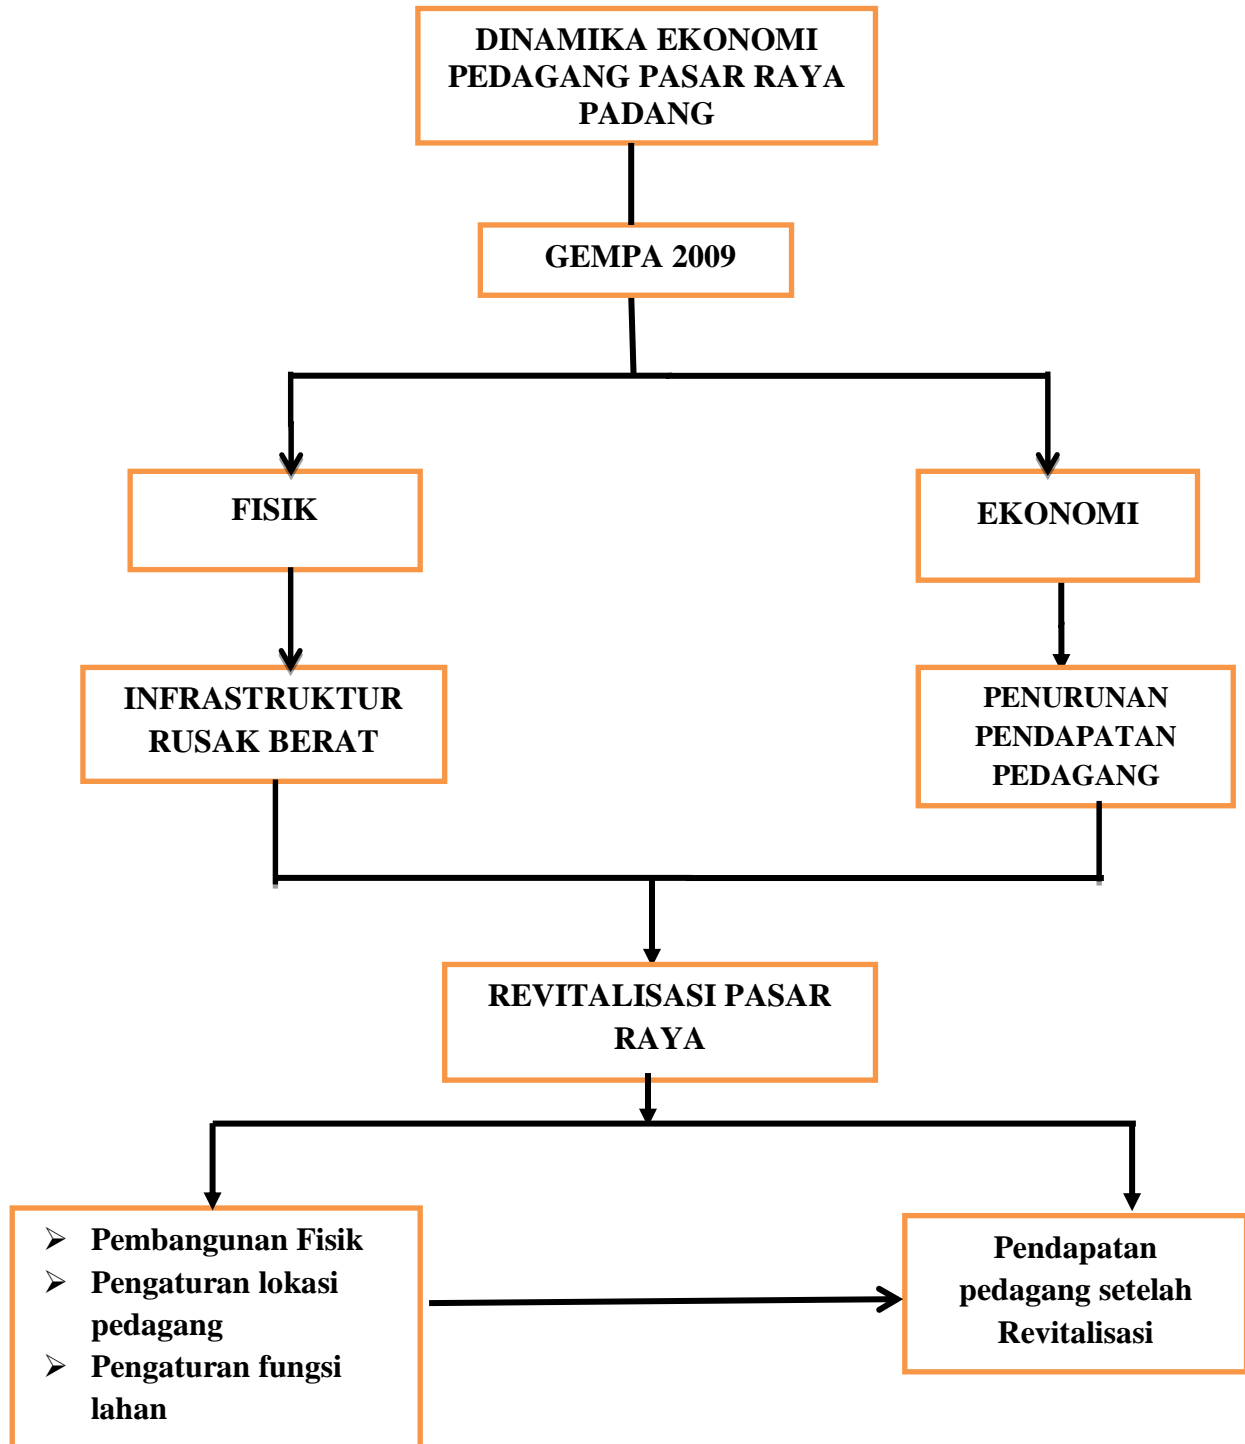 DINAMIKA EKONOMI
PEDAGANG PASAR RAYA
PADANG
GEMPA 2009
FISIK
EKONOMI
INFRASTRUKTUR
RUSAK BERAT
PENURUNAN
PENDAPATAN
PEDAGANG
REVITALISASI PASAR
RAYA
➢ Pembangunan Fisik
➢ Pengaturan lokasi
pedagang
➢ Pengaturan fungsi
lahan
Pendapatan
pedagang setelah
Revitalisasi